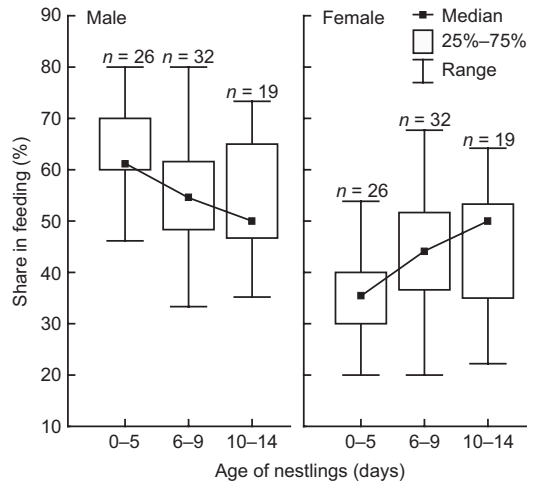 Male
Female
Median
25%–75%
Range
n = 26
n = 32
n = 19
n = 26
n = 32
n = 19
Share in feeding (%)
90
80
70
60
50
40
30
20
10
0–5
6–9
10–14
0–5
6–9
10–14
Age of nestlings (days)